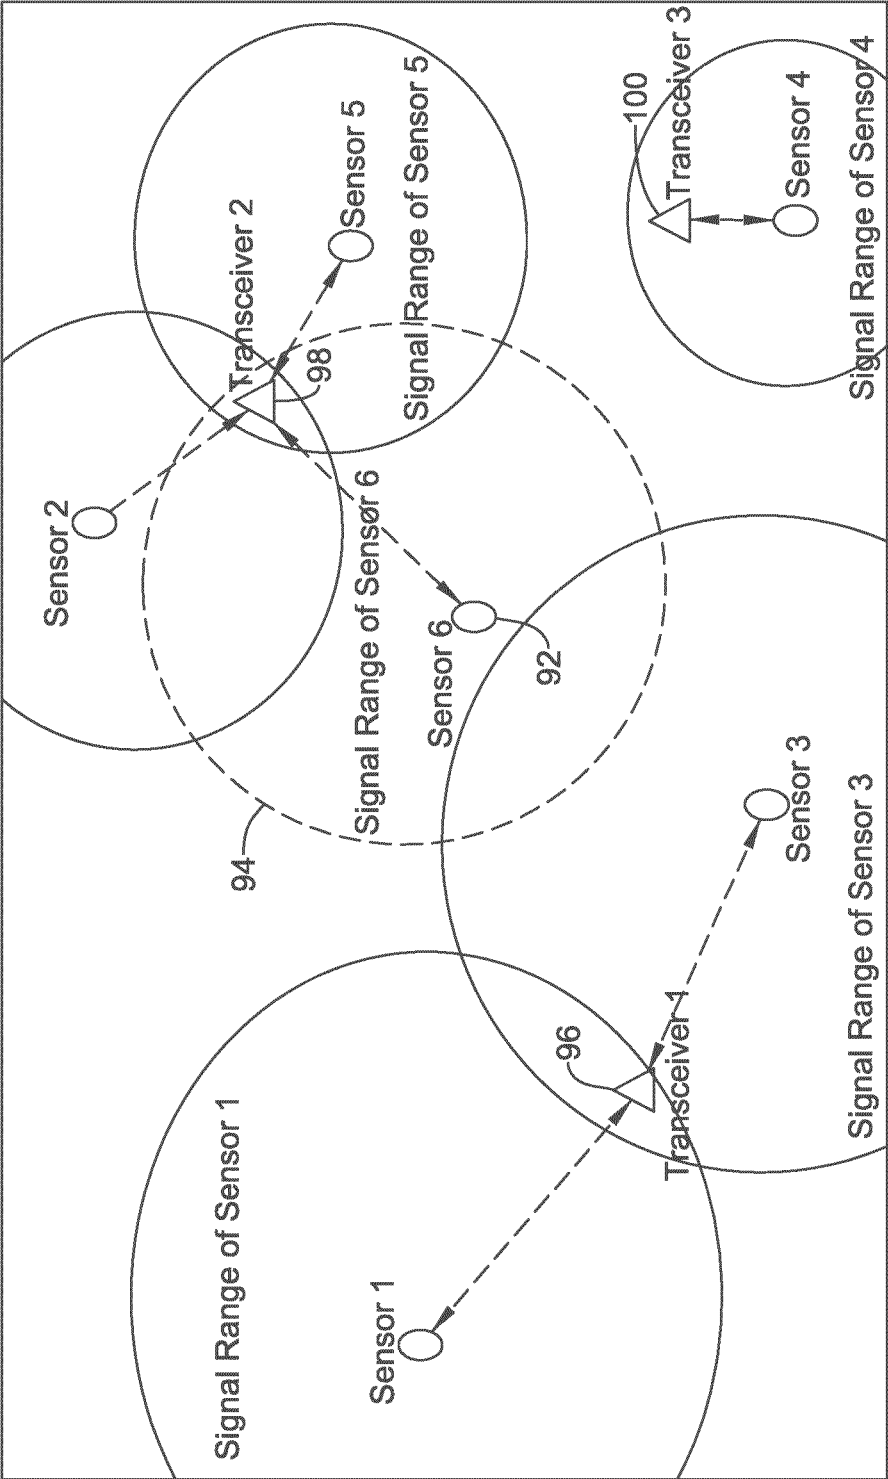 Signal Range of Sensor 1
Sensor 1
96
Transceiver 1
94
Sensor 2
Signal Range of Sensor 6
Sensor 6
92
Sensor 3
Signal Range of Sensor 3
Transceiver 2
98
Sensor 5
Signal Range of Sensor 5
100
Transceiver 3
Sensor 4
Signal Range of Sensor 4